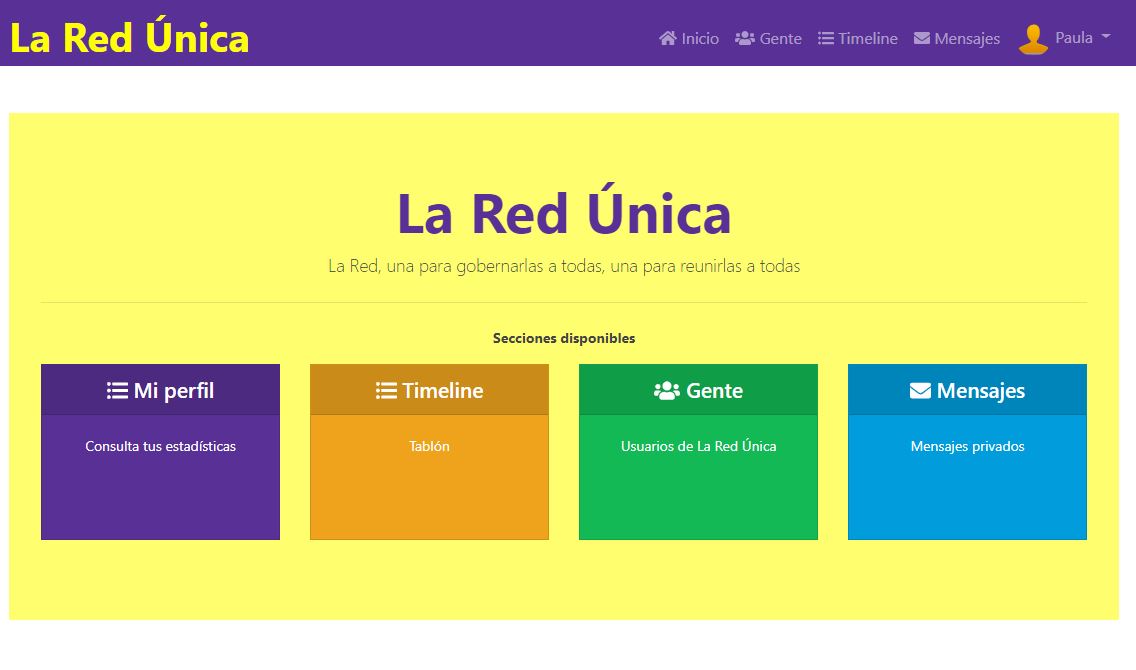 La Red Única
Inicio Gente Timeline Mensajes Paula
La Red Única
La Red, una para gobernarlas a todas, una para reunirlas a todas
Secciones disponibles
Mi perfil
Consulta tus estadísticas
Timeline
Tablón
Gente
Usuarios de La Red Única
Mensajes
Mensajes privados